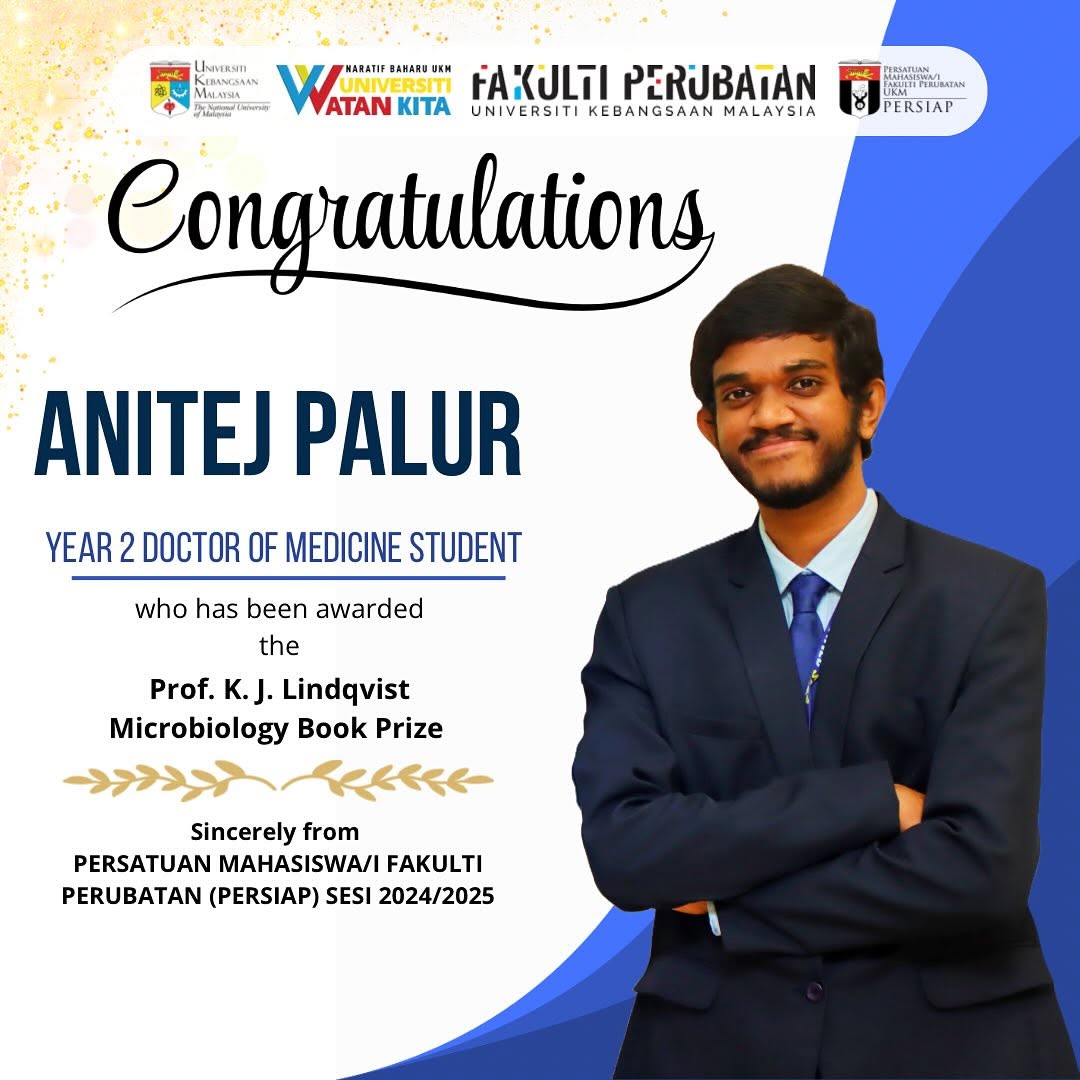 UNIVERSITI
KEBANGSAAN
MALAYSIA
The National University
of Malaysia
NARATIF BAHARU UKM
UNIVERSITI
WATAN KITA
FAKULTI PERUBATAN
UNIVERSITI KEBANGSAAN MALAYSIA
PERSATUAN
MAHASISWA/I
FAKULTI PERUBATAN
UKM
PERSIAP
Congratulations
ANITEJ PALUR
YEAR 2 DOCTOR OF MEDICINE STUDENT
who has been awarded
the
Prof. K. J. Lindqvist
Microbiology Book Prize
Sincerely from
PERSATUAN MAHASISWA/I FAKULTI
PERUBATAN (PERSIAP) SESI 2024/2025